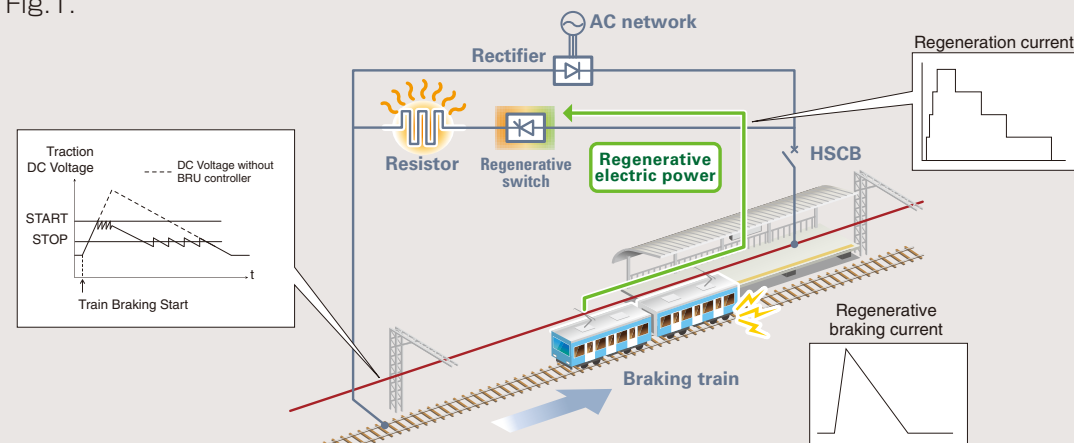 Fig.1.
AC network
Rectifier
Regeneration current
Resistor
Regenerative
switch
Regenerative
electric power
HSCB
Traction
DC Voltage
DC Voltage without
BRU controller
START
STOP
t
Train Braking Start
Regenerative
braking current
Braking train